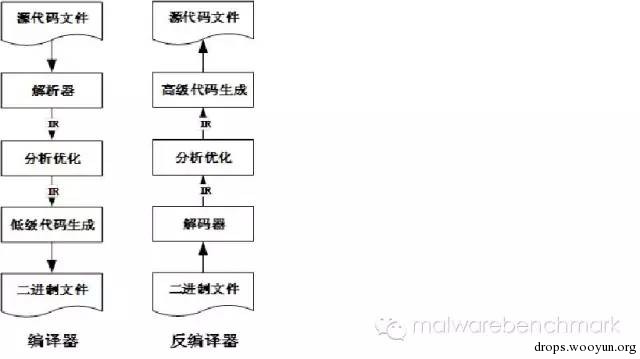 源代码文件
解析器
IR
分析优化
IR
低级代码生成
二进制文件
编译器
源代码文件
高级代码生成
IR
分析优化
IR
解码器
二进制文件
反编译器
malwarebenchmark
drops.wooyun.org